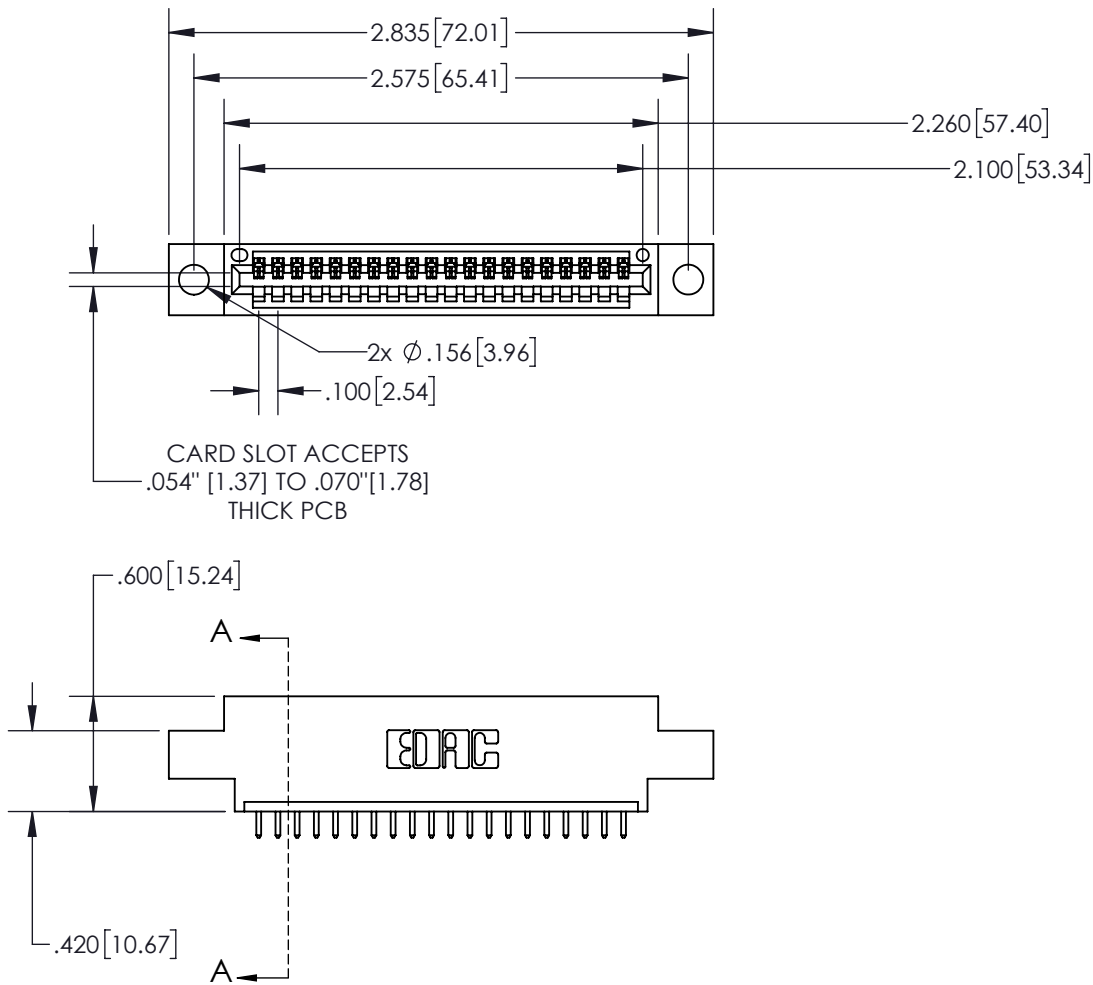 2.835[72.01]
2.575[65.41]
2.260[57.40]
2.100[53.34]
2x ∅.156[3.96]
.100[2.54]
CARD SLOT ACCEPTS
.054" [1.37] TO .070"[1.78]
THICK PCB
.600[15.24]
A
EDAC
.420[10.67]
A